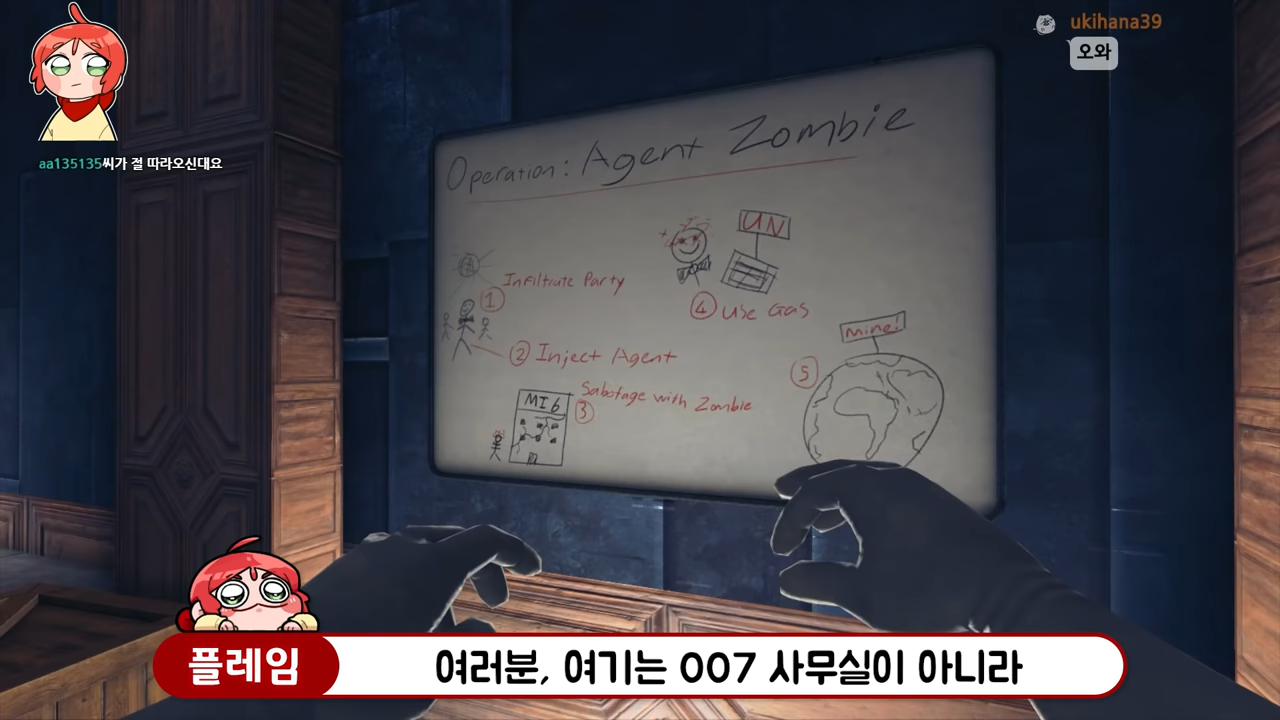 ukihana39
오와
aa135135씨가 절 따라오신대요
Operation: Agent Zombie
UN
Infiltrate Party
1
4 Use Gas
Mine!
2 Inject Agent
5
Sabotage with Zombie
MI6
3
플레임
여러분, 여기는 007 사무실이 아니라